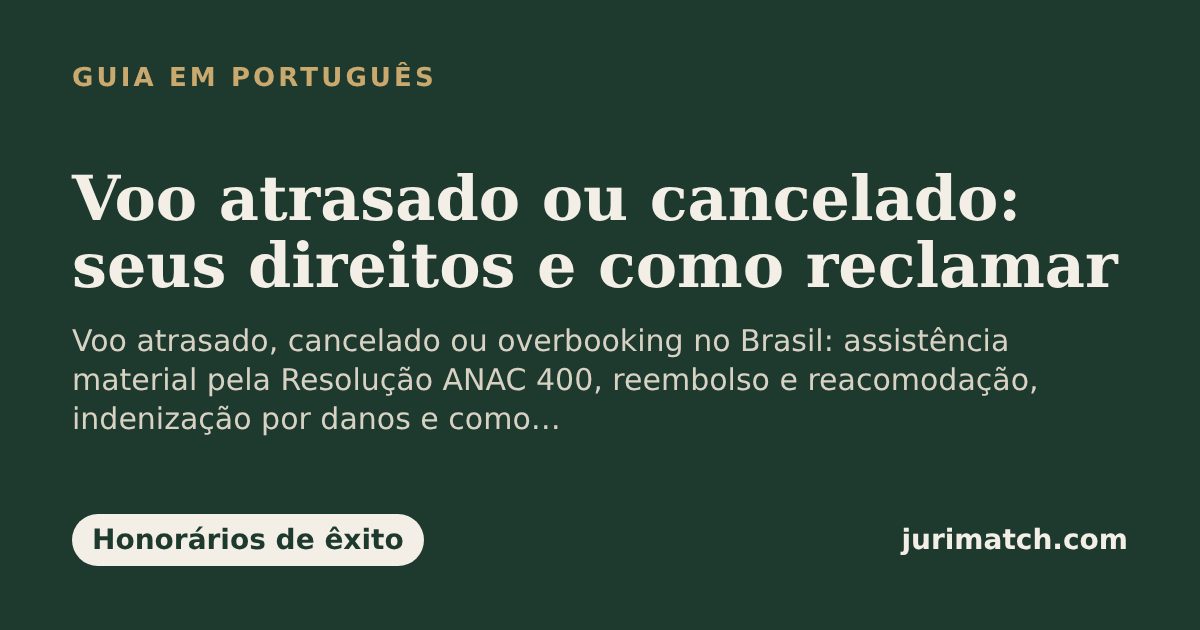 GUIA EM PORTUGUÊS
Voo atrasado ou cancelado:
seus direitos e como reclamar
Voo atrasado, cancelado ou overbooking no Brasil: assistência
material pela Resolução ANAC 400, reembolso e reacomodação,
indenização por danos e como…
Honorários de êxito
jurimatch.com